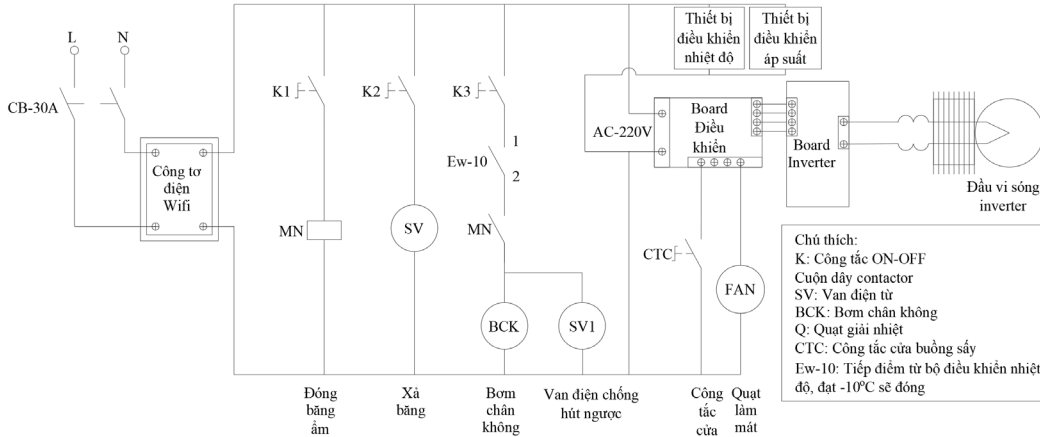 L
N
CB-30A
Công tơ
điện
Wifi
K1
K2
K3
1
Ew-10
2
MN
SV
MN
BCK
SV1
Thiết bị
điều khiển
nhiệt độ
Thiết bị
điều khiển
áp suất
AC-220V
Board
Điều
khiển
Board
Inverter
Đầu vi sóng
inverter
CTC
FAN
Đóng
băng
ẩm
Xả
băng
Bơm
chân
không
Van điện chống
hút ngược
Công
tắc
cửa
Quạt
làm
mát
Chú thích:
K: Công tắc ON-OFF
Cuộn dây contactor
SV: Van điện từ
BCK: Bơm chân không
Q: Quạt giải nhiệt
CTC: Công tắc cửa buồng sấy
Ew-10: Tiếp điểm từ bộ điều khiển nhiệt
độ, đạt -10°C sẽ đóng